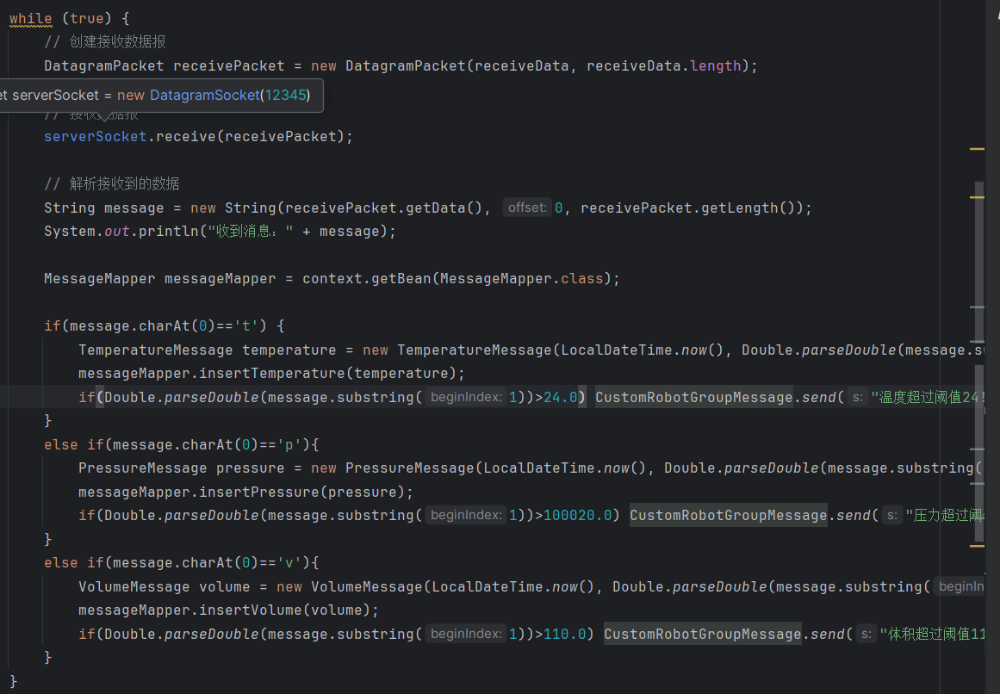 while (true) {
// 创建接收数据报
DatagramPacket receivePacket = new DatagramPacket(receiveData, receiveData.length);
et serverSocket = new DatagramSocket(12345)
// 接收数据报
serverSocket.receive(receivePacket);
// 解析接收到的数据
String message = new String(receivePacket.getData(), offset: 0, receivePacket.getLength());
System.out.println("收到消息：" + message);
MessageMapper messageMapper = context.getBean(MessageMapper.class);
if(message.charAt(0)=='t') {
TemperatureMessage temperature = new TemperatureMessage(LocalDateTime.now(), Double.parseDouble(message.su
messageMapper.insertTemperature(temperature);
if(Double.parseDouble(message.substring( beginIndex: 1))>24.0) CustomRobotGroupMessage.send( s: "温度超过阈值24!
}
else if(message.charAt(0)=='p'){
PressureMessage pressure = new PressureMessage(LocalDateTime.now(), Double.parseDouble(message.substring(
messageMapper.insertPressure(pressure);
if(Double.parseDouble(message.substring( beginIndex: 1))>100020.0) CustomRobotGroupMessage.send( s: "压力超过阈
}
else if(message.charAt(0)=='v'){
VolumeMessage volume = new VolumeMessage(LocalDateTime.now(), Double.parseDouble(message.substring( beginIn
messageMapper.insertVolume(volume);
if(Double.parseDouble(message.substring( beginIndex: 1))>110.0) CustomRobotGroupMessage.send( s: "体积超过阈值11
}
}